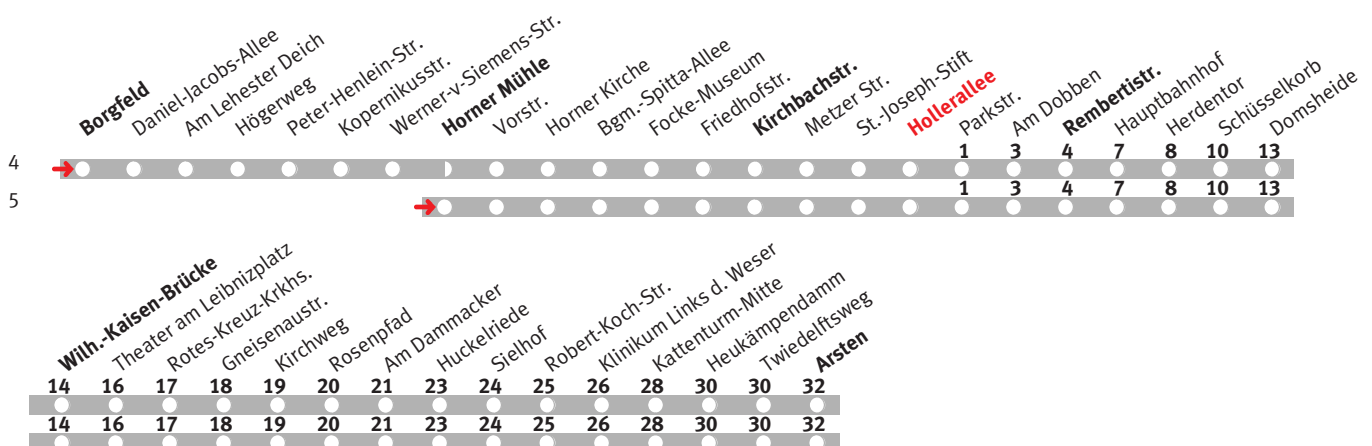 Borgfeld
Daniel-Jacobs-Allee
Am Lehester Deich
Högerweg
Peter-Henlein-Str.
Kopernikusstr.
Werner-v-Siemens-Str.
Horner Mühle
Vorstr.
Horner Kirche
Bgm.-Spitta-Allee
Focke-Museum
Friedhofstr.
Kirchbachstr.
Metzer Str.
St.-Joseph-Stift
Hollerallee
Parkstr.
Am Dobben
Rembertistr.
Hauptbahnhof
Herdentor
Schüsselkorb
Domsheide
4 1 3 4 7 8 10 13
5 1 3 4 7 8 10 13
Wilh.-Kaisen-Brücke
Theater am Leibnizplatz
Rotes-Kreuz-Krkhs.
Gneisenaustr.
Kirchweg
Rosenpfad
Am Dammacker
Huckelriede
Sielhof
Robert-Koch-Str.
Klinikum Links d. Weser
Kattenturm-Mitte
Heukämpendamm
Twiedelftsweg
Arsten
14 16 17 18 19 20 21 23 24 25 26 28 30 30 32
14 16 17 18 19 20 21 23 24 25 26 28 30 30 32